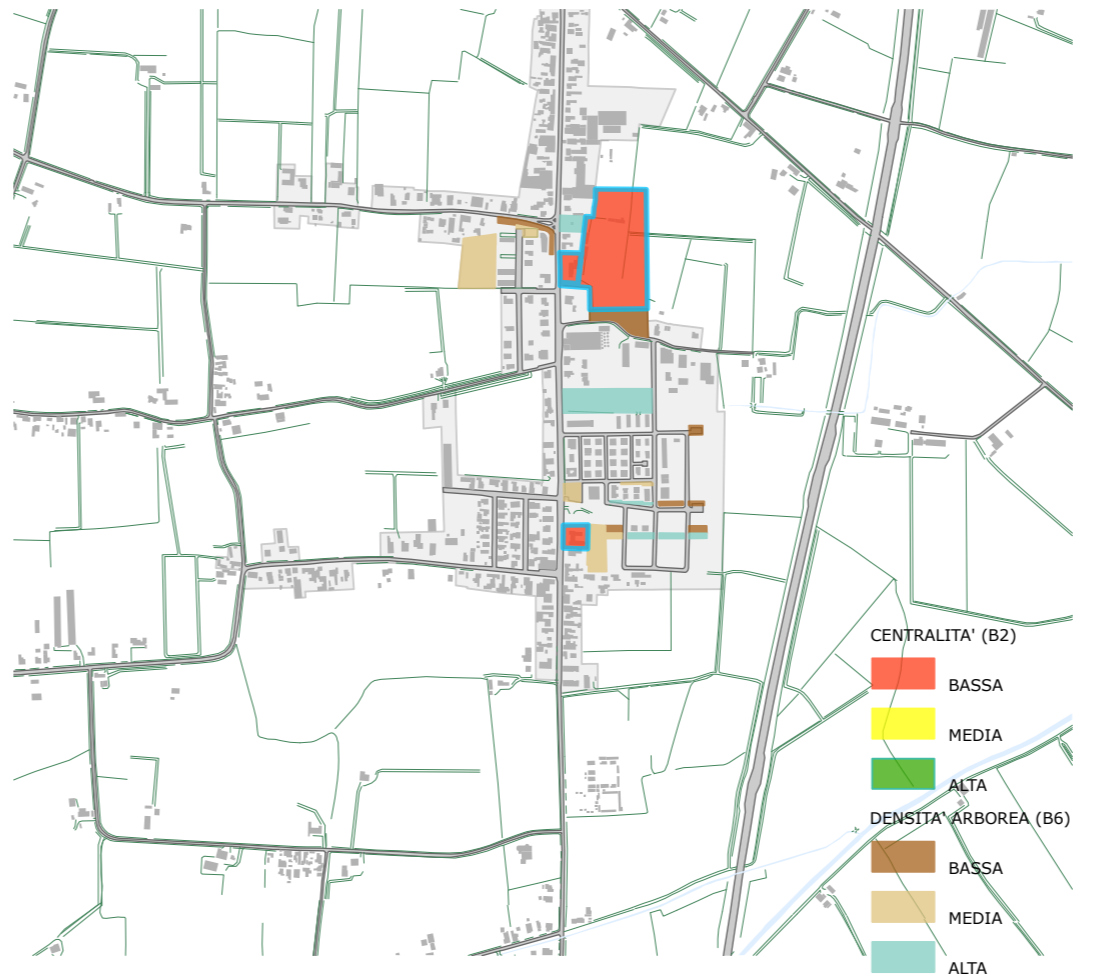 CENTRALITA' (B2)
BASSA
MEDIA
ALTA
DENSITA' ARBOREA (B6)
BASSA
MEDIA
ALTA